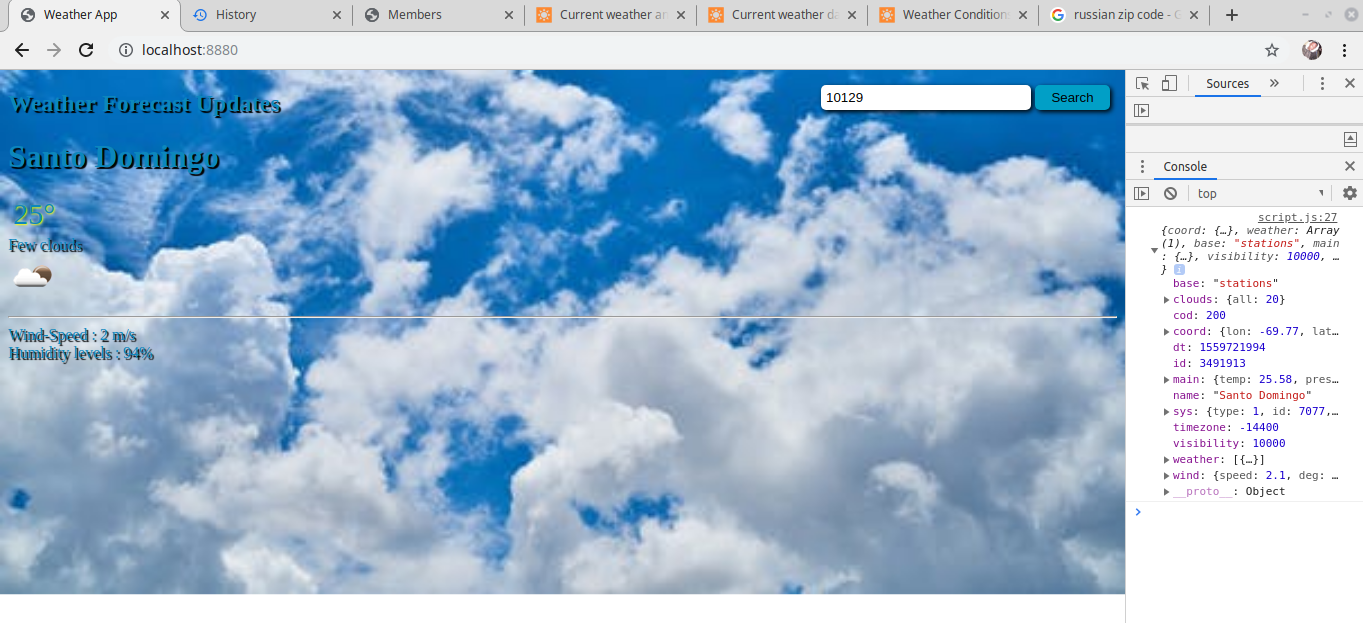 Weather App
History
Members
Current weather an
Current weather da
Weather Conditions
russian zip code - G
localhost:8880
Weather Forecast Updates
10129
Search
Santo Domingo
25°
Few clouds
Wind-Speed : 2 m/s
Humidity levels : 94%
Sources
Console
top
script.js:27
{coord: {…}, weather: Array
(1), base: "stations", main
: {…}, visibility: 10000, …
}
base: "stations"
clouds: {all: 20}
cod: 200
coord: {lon: -69.77, lat…
dt: 1559721994
id: 3491913
main: {temp: 25.58, pres…
name: "Santo Domingo"
sys: {type: 1, id: 7077,…
timezone: -14400
visibility: 10000
weather: [{…}]
wind: {speed: 2.1, deg: …
__proto__: Object